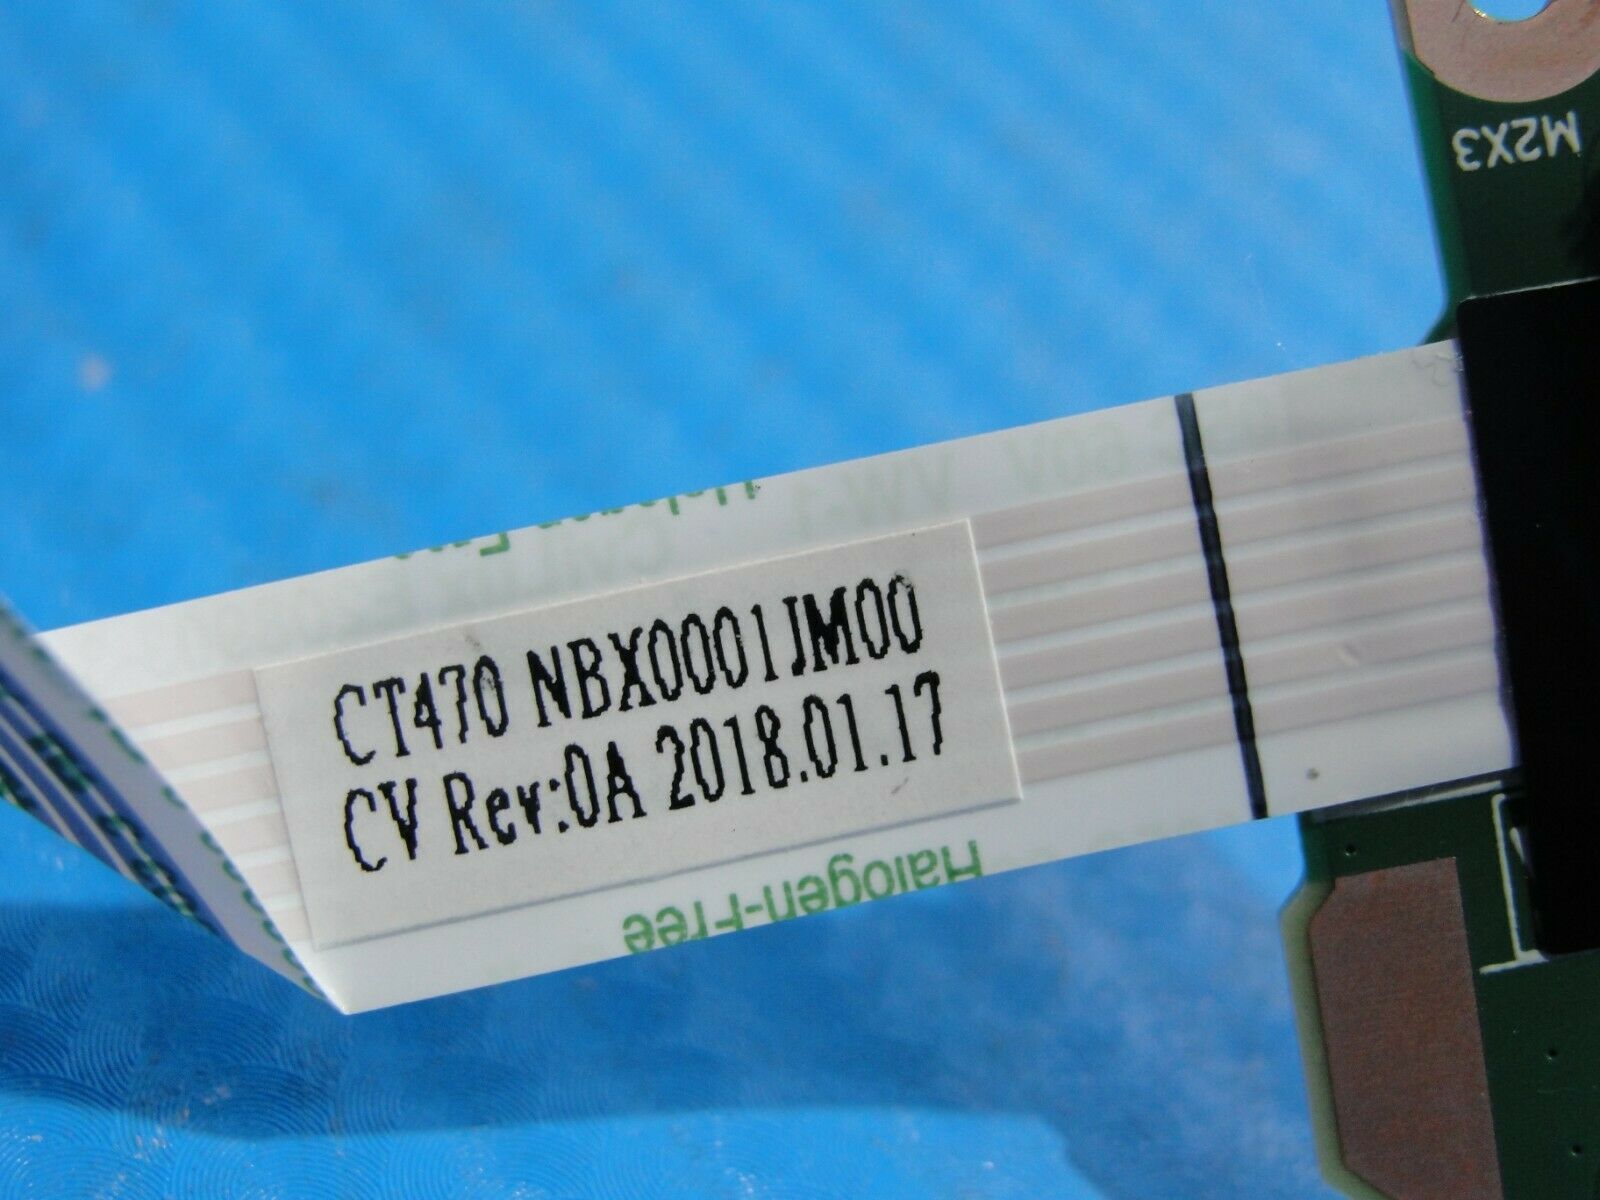 M2X3
CT470 NBX0001JM00
CV Rev:0A 2018.01.17
Halogen-Free